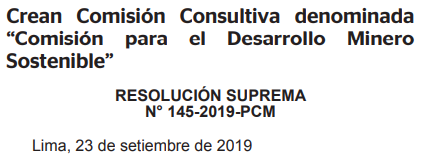 Crean Comisión Consultiva denominada
“Comisión para el Desarrollo Minero
Sostenible”
RESOLUCIÓN SUPREMA
N° 145-2019-PCM
Lima, 23 de setiembre de 2019